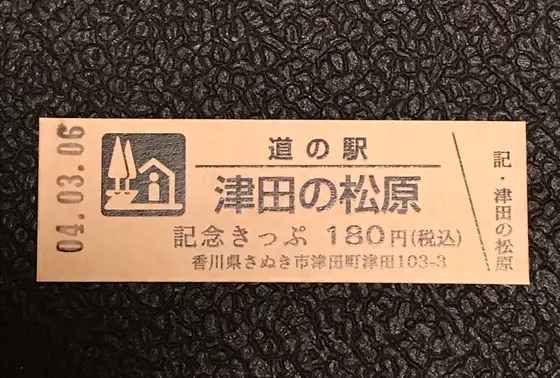 04.03.06
道の駅
津田の松原
記念きっぷ 180円(税込)
香川県さぬき市津田町津田103-3
記・津田の松原